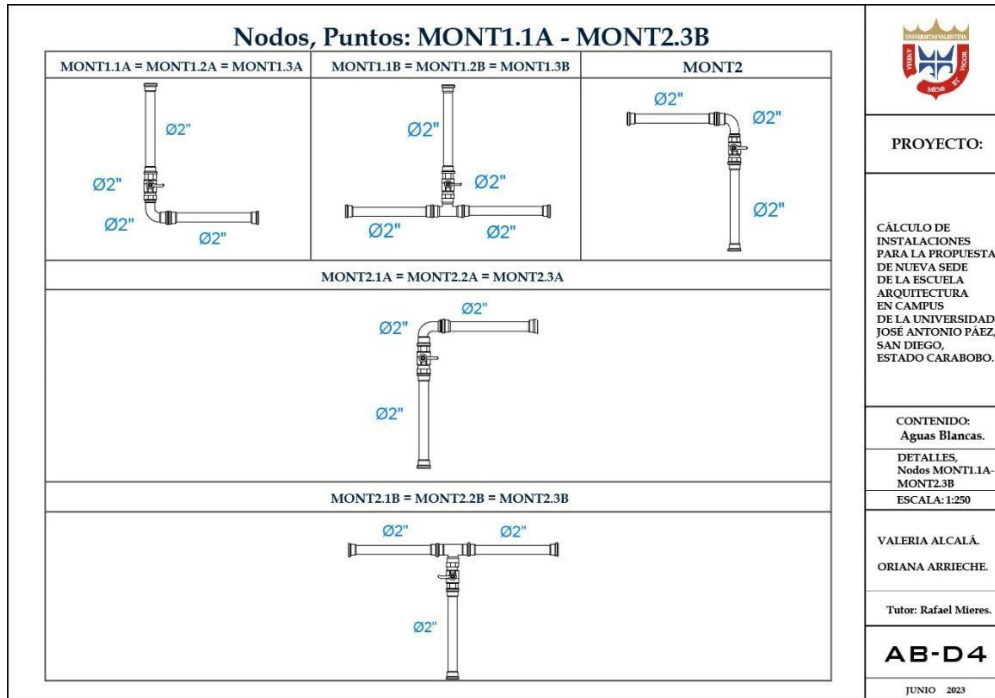 Nodos, Puntos: MONT1.1A - MONT2.3B
MONT1.1A = MONT1.2A = MONT1.3A
MONT1.1B = MONT1.2B = MONT1.3B
MONT2
Ø2"
Ø2"
Ø2"
Ø2"
Ø2"
Ø2"
Ø2"
Ø2"
Ø2"
Ø2"
Ø2"
MONT2.1A = MONT2.2A = MONT2.3A
Ø2"
Ø2"
Ø2"
MONT2.1B = MONT2.2B = MONT2.3B
Ø2"
Ø2"
Ø2"
PROYECTO:
CÁLCULO DE
INSTALACIONES
PARA LA PROPUESTA
DE NUEVA SEDE
DE LA ESCUELA
ARQUITECTURA
EN CAMPUS
DE LA UNIVERSIDAD
JOSÉ ANTONIO PÁEZ,
SAN DIEGO,
ESTADO CARABOBO.
CONTENIDO:
Aguas Blancas.
DETALLES,
Nodos MONT1.1A-
MONT2.3B
ESCALA: 1:250
VALERIA ALCALÁ.
ORIANA ARRIECHE.
Tutor: Rafael Mieres.
AB-D4
JUNIO 2023